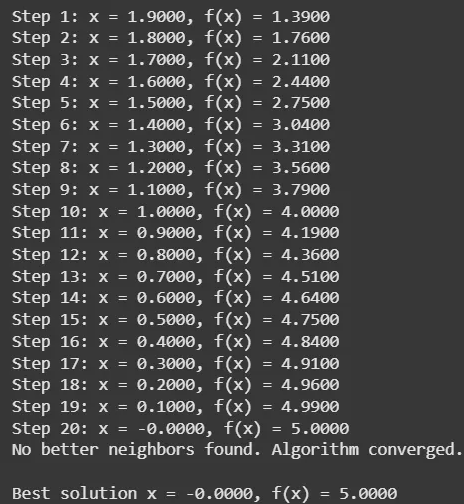 Step 1: x = 1.9000, f(x) = 1.3900
Step 2: x = 1.8000, f(x) = 1.7600
Step 3: x = 1.7000, f(x) = 2.1100
Step 4: x = 1.6000, f(x) = 2.4400
Step 5: x = 1.5000, f(x) = 2.7500
Step 6: x = 1.4000, f(x) = 3.0400
Step 7: x = 1.3000, f(x) = 3.3100
Step 8: x = 1.2000, f(x) = 3.5600
Step 9: x = 1.1000, f(x) = 3.7900
Step 10: x = 1.0000, f(x) = 4.0000
Step 11: x = 0.9000, f(x) = 4.1900
Step 12: x = 0.8000, f(x) = 4.3600
Step 13: x = 0.7000, f(x) = 4.5100
Step 14: x = 0.6000, f(x) = 4.6400
Step 15: x = 0.5000, f(x) = 4.7500
Step 16: x = 0.4000, f(x) = 4.8400
Step 17: x = 0.3000, f(x) = 4.9100
Step 18: x = 0.2000, f(x) = 4.9600
Step 19: x = 0.1000, f(x) = 4.9900
Step 20: x = -0.0000, f(x) = 5.0000
No better neighbors found. Algorithm converged.
Best solution x = -0.0000, f(x) = 5.0000